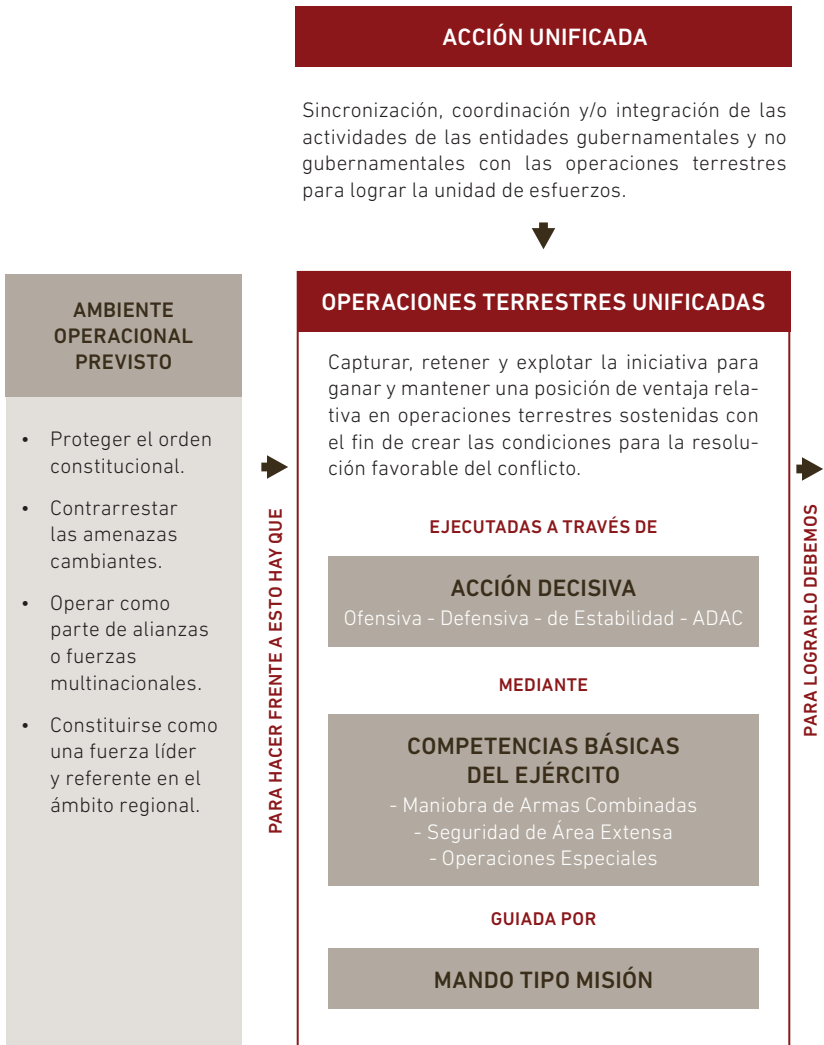 ACCIÓN UNIFICADA
Sincronización, coordinación y/o integración de las
actividades de las entidades gubernamentales y no
gubernamentales con las operaciones terrestres
para lograr la unidad de esfuerzos.
AMBIENTE
OPERACIONAL
PREVISTO
• Proteger el orden
constitucional.
• Contrarrestar
las amenazas
cambiantes.
• Operar como
parte de alianzas
o fuerzas
multinacionales.
• Constituirse como
una fuerza líder
y referente en el
ámbito regional.
PARA HACER FRENTE A ESTO HAY QUE
OPERACIONES TERRESTRES UNIFICADAS
Capturar, retener y explotar la iniciativa para
ganar y mantener una posición de ventaja rela-
tiva en operaciones terrestres sostenidas con
el fin de crear las condiciones para la resolu-
ción favorable del conflicto.
EJECUTADAS A TRAVÉS DE
ACCIÓN DECISIVA
Ofensiva - Defensiva - de Estabilidad - ADAC
MEDIANTE
COMPETENCIAS BÁSICAS
DEL EJÉRCITO
- Maniobra de Armas Combinadas
- Seguridad de Área Extensa
- Operaciones Especiales
GUIADA POR
MANDO TIPO MISIÓN
PARA LOGRARLO DEBEMOS